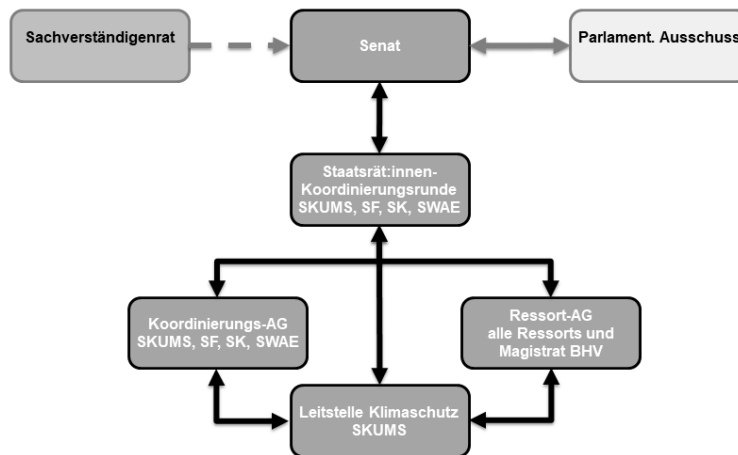 Sachverständigenrat
Senat
Parlament. Ausschuss
Staatsrät:innen-
Koordinierungsrunde
SKUMS, SF, SK, SWAE
Koordinierungs-AG
SKUMS, SF, SK, SWAE
Ressort-AG
alle Ressorts und
Magistrat BHV
Leitstelle Klimaschutz
SKUMS